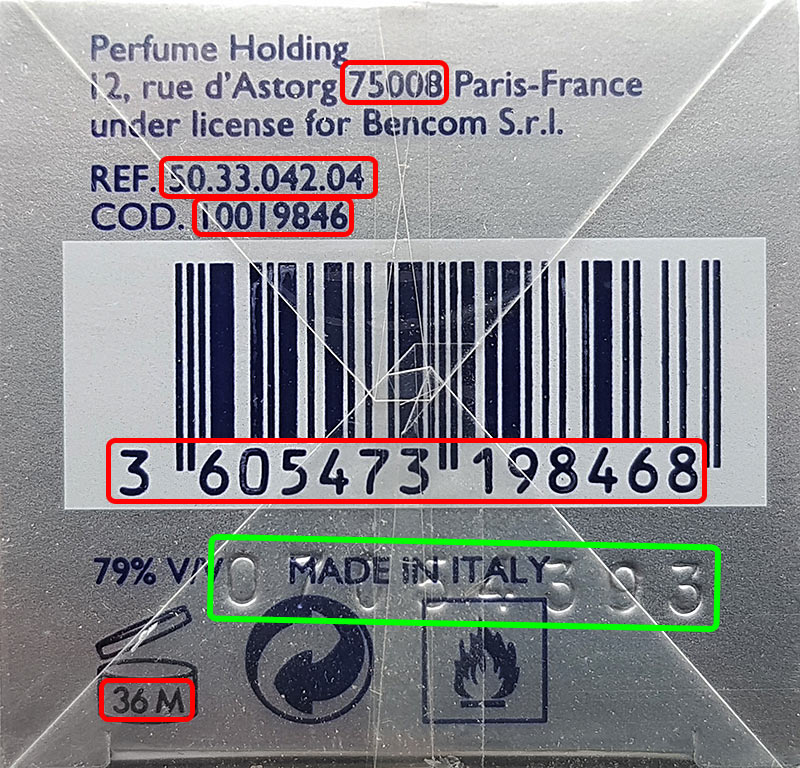 Perfume Holding
12, rue d'Astorg 75008 Paris-France
under license for Bencom S.r.l.
REF. 50.33.042.04
COD. 10019846
3 605473 198468
79% V/V MADE IN ITALY
36 M